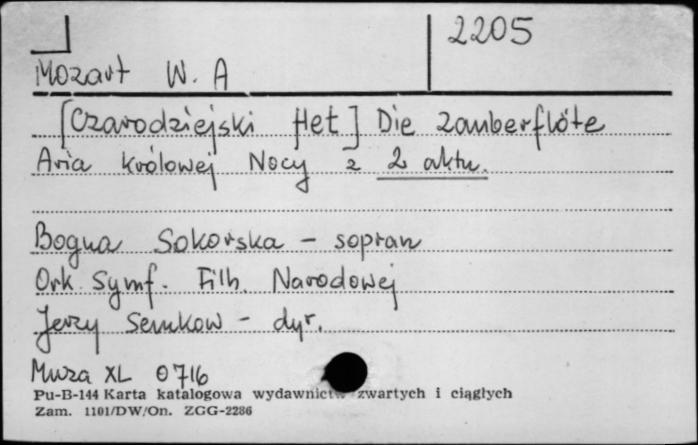 2205
Mozart W. A
[Czarodziejski flet] Die Zauberflöte
Aria Królowej Nocy z 2 aktu.
Bogna Sokorska - sopran
Ork. Symf. Filh. Narodowej
Jerzy Semkow - dyr.
Muza XL 0716
Pu-B-144 Karta katalogowa wydawnictw zwartych i ciągłych
Zam. 1101/DW/On. ZGG-2286